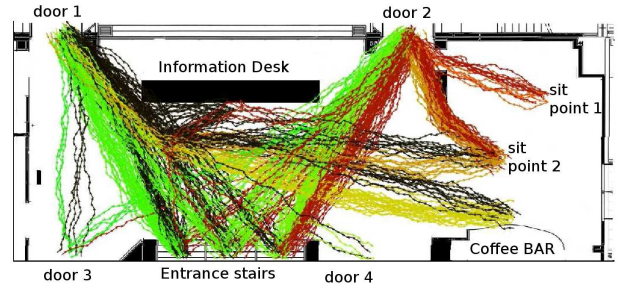 door 1
door 2
Information Desk
sit
point 1
sit
point 2
Coffee BAR
door 3
Entrance stairs
door 4